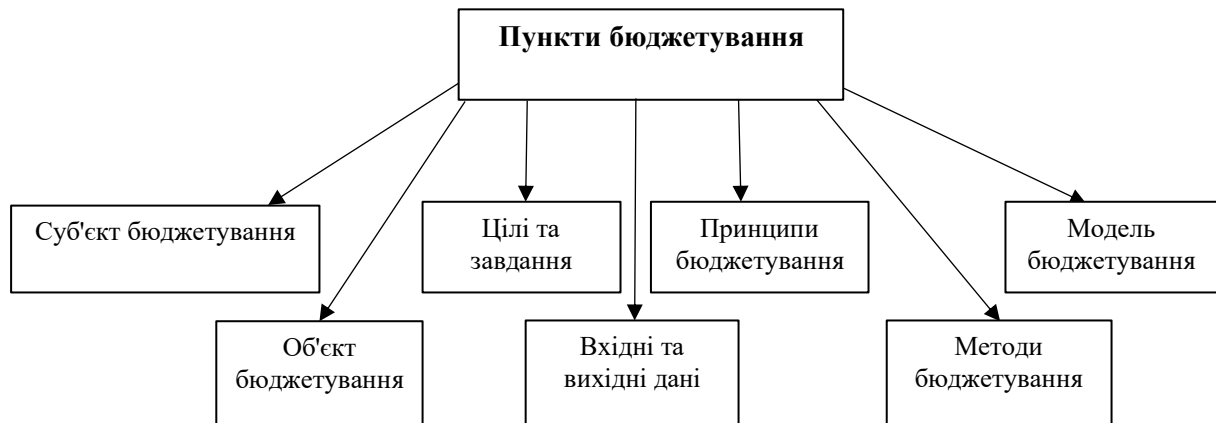 Пункти бюджетування
Суб'єкт бюджетування
Цілі та
завдання
Принципи
бюджетування
Модель
бюджетування
Об'єкт
бюджетування
Вхідні та
вихідні дані
Методи
бюджетування